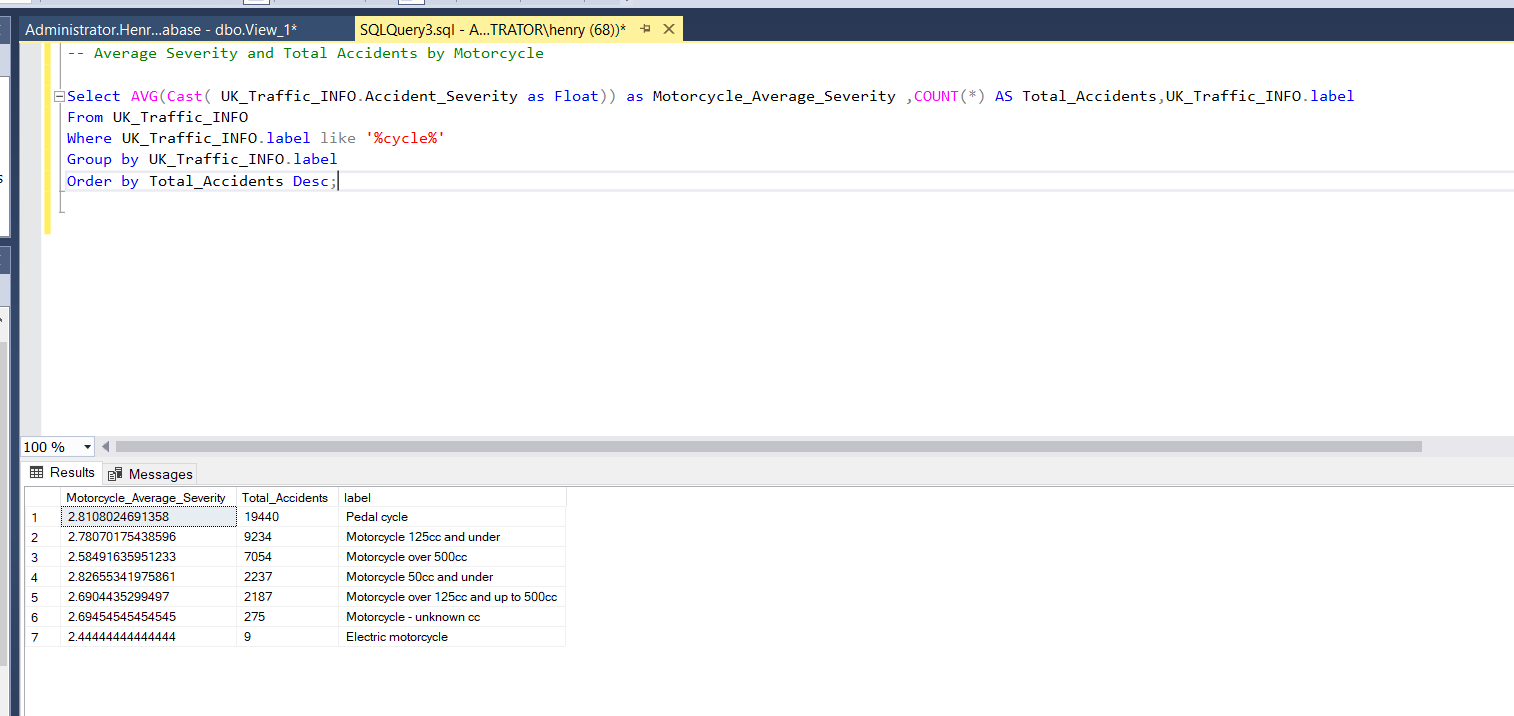 Administrator.Henr...abase - dbo.View_1* SQLQuery3.sql - A...TRATOR\henry (68))*
-- Average Severity and Total Accidents by Motorcycle
Select AVG(Cast( UK_Traffic_INFO.Accident_Severity as Float)) as Motorcycle_Average_Severity ,COUNT(*) AS Total_Accidents,UK_Traffic_INFO.label
From UK_Traffic_INFO
Where UK_Traffic_INFO.label like '%cycle%'
Group by UK_Traffic_INFO.label
Order by Total_Accidents Desc;
100 %
Results Messages
Motorcycle_Average_Severity Total_Accidents label
1 2.8108024691358 19440 Pedal cycle
2 2.78070175438596 9234 Motorcycle 125cc and under
3 2.58491635951233 7054 Motorcycle over 500cc
4 2.82655341975861 2237 Motorcycle 50cc and under
5 2.6904435299497 2187 Motorcycle over 125cc and up to 500cc
6 2.69454545454545 275 Motorcycle - unknown cc
7 2.44444444444444 9 Electric motorcycle